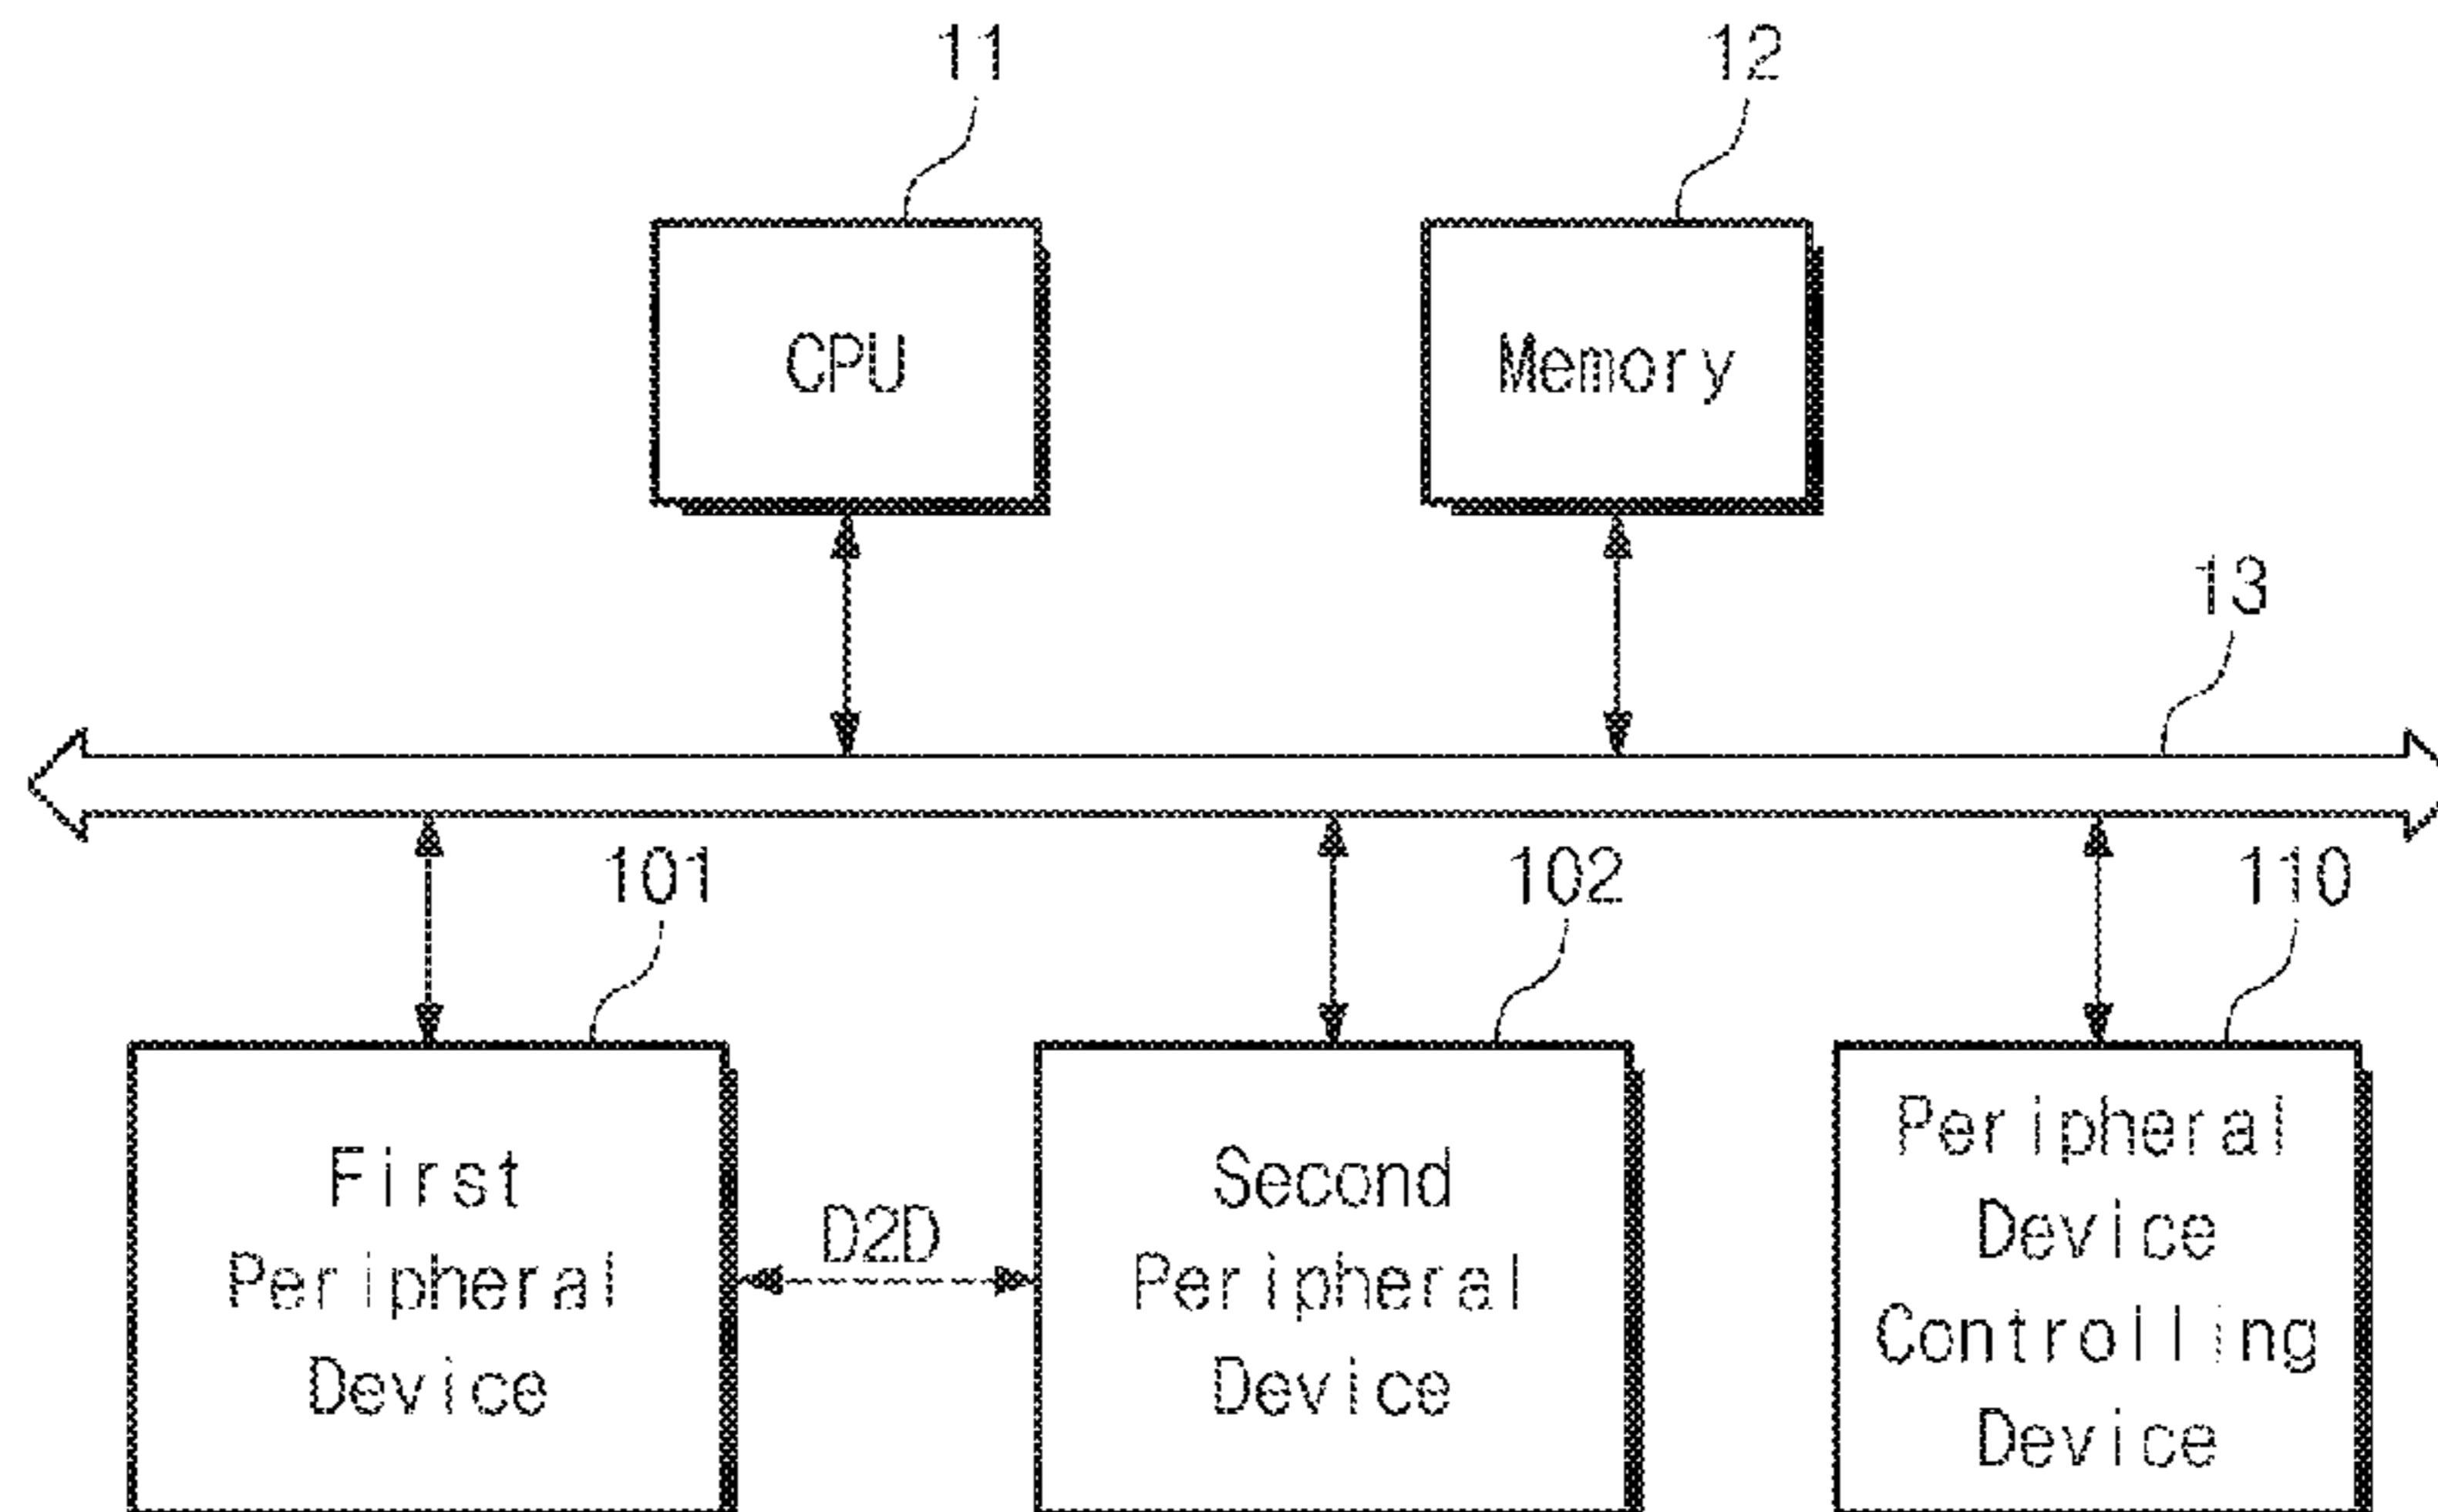 11
12
CPU
Memory
13
101
102
110
First
Peripheral
Device
D2D
Second
Peripheral
Device
Peripheral
Device
Controlling
Device